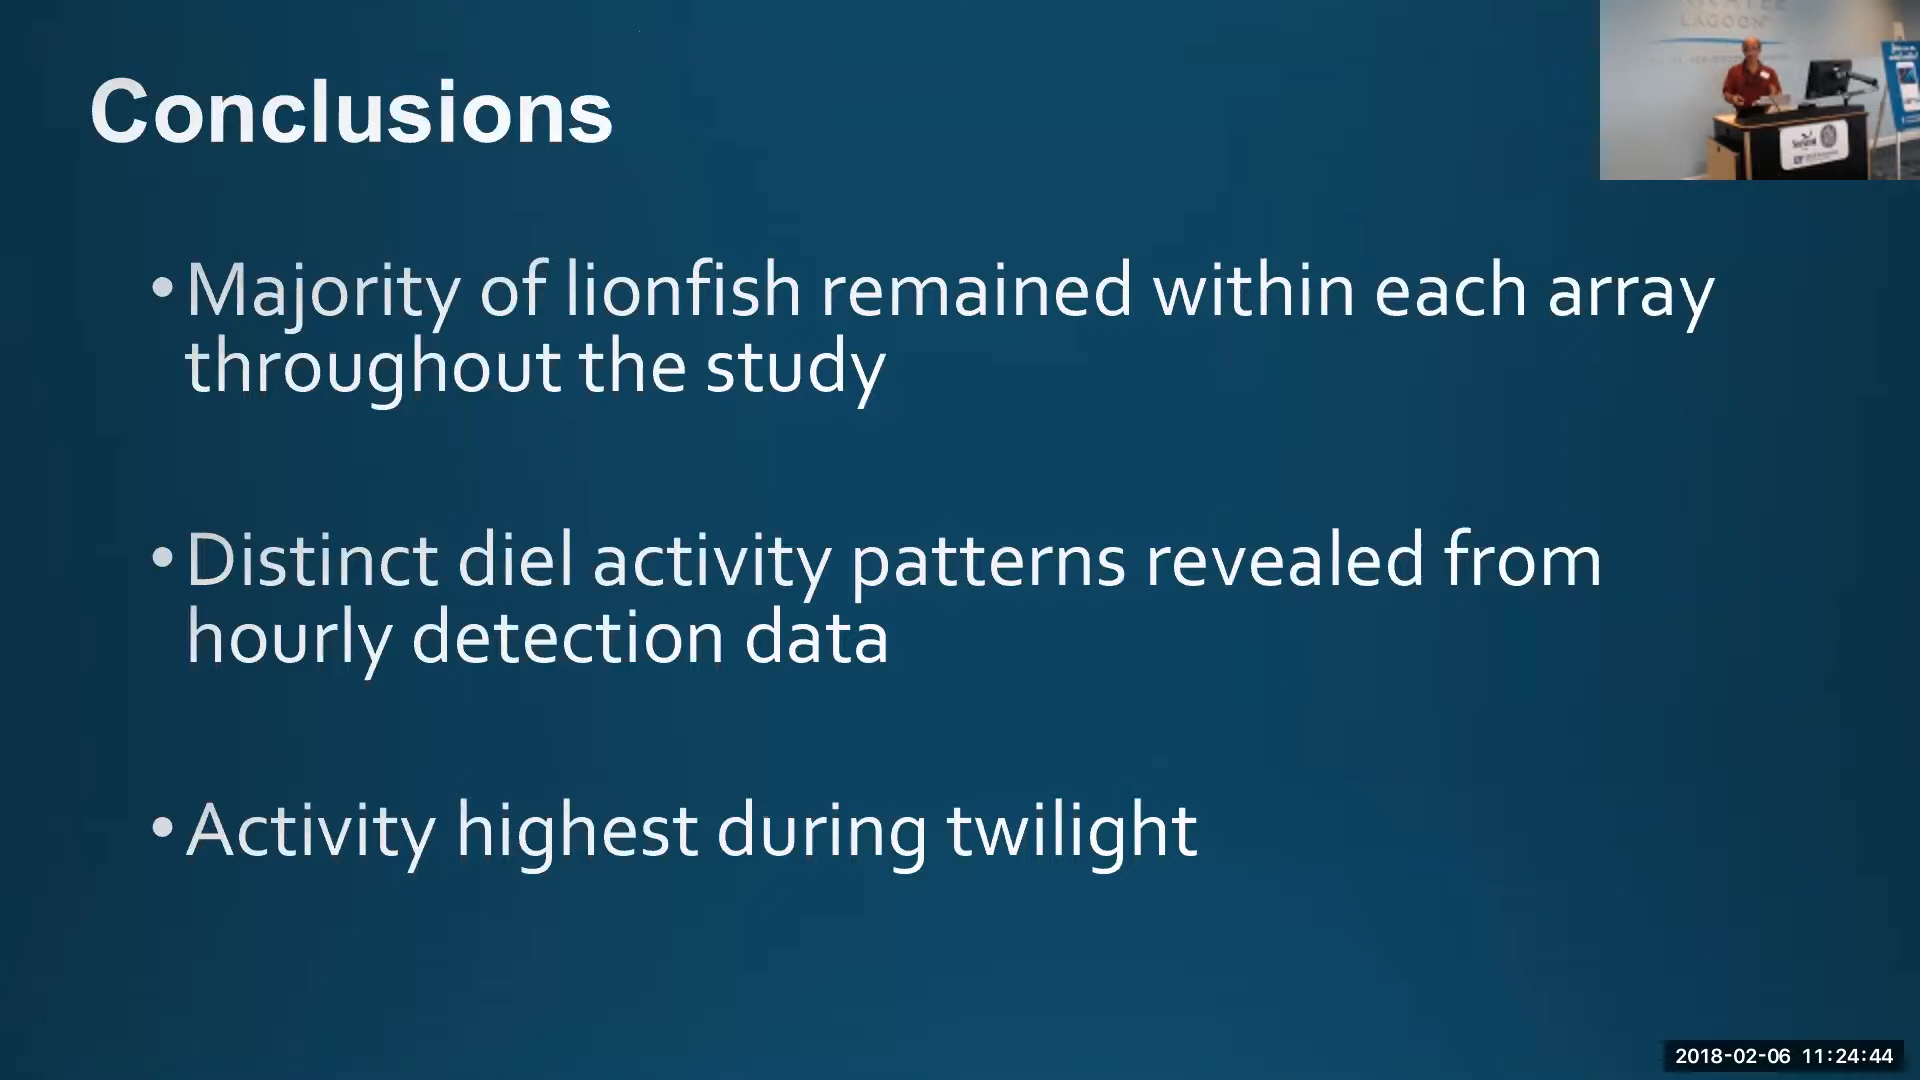 Conclusions
LAGOON
•Majority of lionfish remained within each array
throughout the study
•Distinct diel activity patterns revealed from
hourly detection data
•Activity highest during twilight
2018-02-06 11:24:44